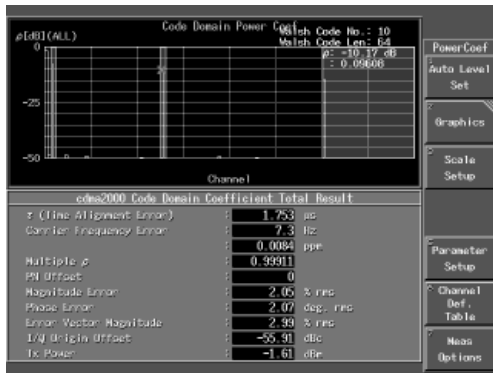 Code Domain Power Coef
ρ[dB](ALL)
Walsh Code No.: 10
Walsh Code Len: 64
ρ: -10.17 dB
: 0.09608
0
-25
-50
Channel
cdma2000 Code Domain Coefficient Total Result
τ (Time Alignment Error) : 1.753 µs
Carrier Frequency Error : 7.3 Hz
: 0.0084 ppm
Multiple ρ : 0.99911
PN Offset : 0
Magnitude Error : 2.05 % rms
Phase Error : 2.07 deg. rms
Error Vector Magnitude : 2.99 % rms
I/Q Origin Offset : -55.91 dBc
Tx Power : -1.61 dBm
PowerCoef
Auto Level
Set
Graphics
Scale
Setup
Parameter
Setup
Channel
Def.
Table
Meas
Options